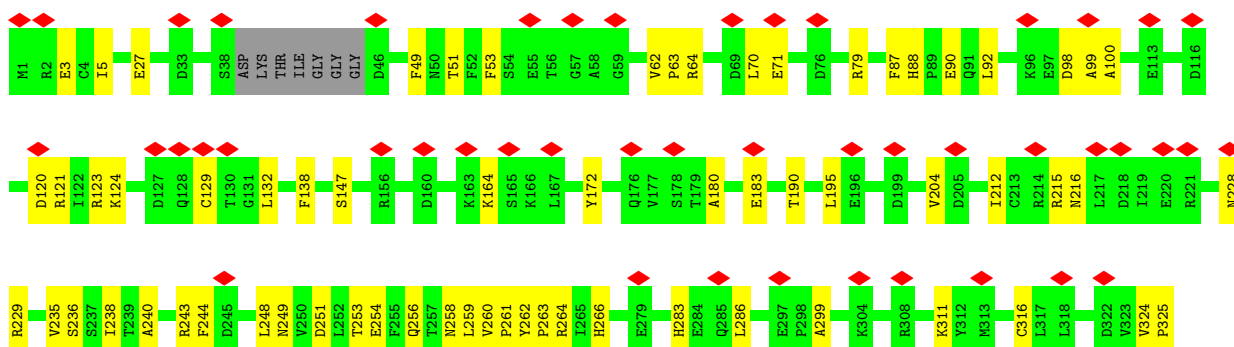 M1 R2 E3 C4 I5 E27 D33 S38 ASP LYS THR ILE GLY GLY GLY D46 F49 N50 T51 F52 F53 S54 E55 T56 G57 A58 G59 V62 P63 R64 D69 L70 E71 D76 R79 F87 H88 P89 E90 Q91 L92 K96 E97 D98 A99 A100 E113 D116
D120 R121 I122 R123 K124 D127 Q128 C129 T130 G131 L132 F138 S147 R156 D160 K163 K164 S165 K166 L167 Y172 Q176 V177 S178 T179 A180 E183 T190 L195 E196 D199 V204 D205 I212 C213 R214 R215 N216 L217 D218 I219 E220 R221 N228
R229 V235 S236 S237 I238 T239 A240 R243 F244 D245 L248 N249 V250 D251 L252 T253 E254 F255 Q256 T257 N258 L259 V260 P261 Y262 P263 R264 I265 H266 E279 H283 E284 Q285 L286 E297 P298 A299 K304 R308 K311 Y312 M313 C316 L317 L318 D322 V323 V324 P325